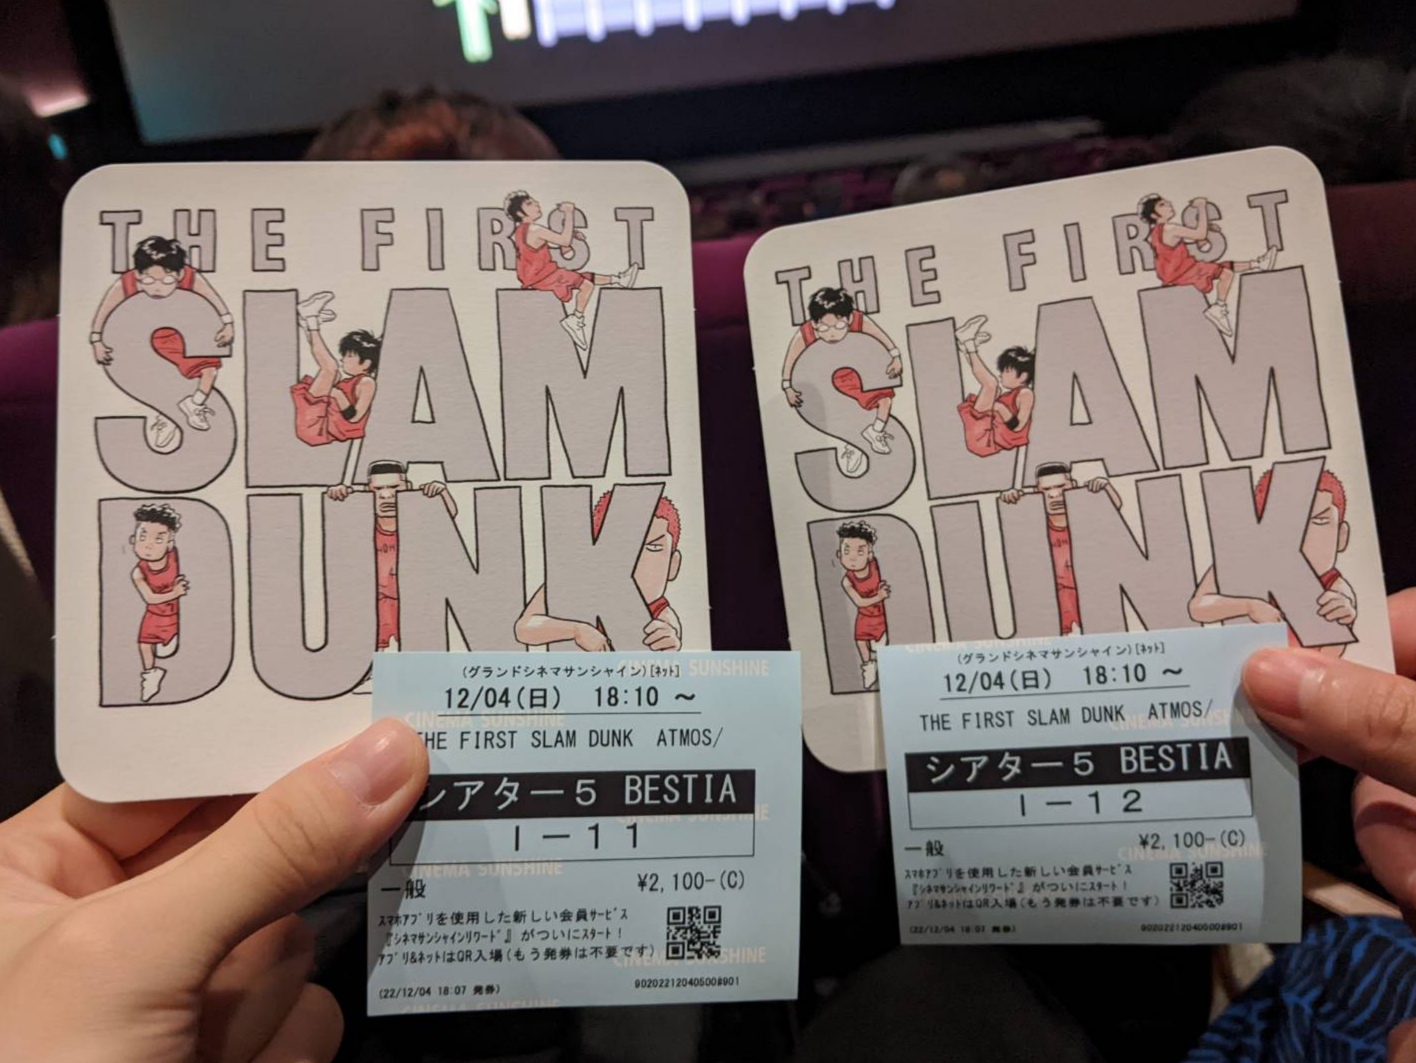 THE FIRST
SLAM
DUNK
(グランドシネマサンシャイン)[ネット]
12/04(日) 18:10 ～
THE FIRST SLAM DUNK ATMOS/
シアター5 BESTIA
I－11
一般
¥2,100-(C)
スマホアプリを使用した新しい会員サービス
『シネマサンシャインリワード』がついにスタート！
アプリ&ネットはQR入場(もう発券は不要です)
(22/12/04 18:07 発券)
902022120405008901
THE FIRST
SLAM
DUNK
(グランドシネマサンシャイン)[ネット]
12/04(日) 18:10 ～
THE FIRST SLAM DUNK ATMOS/
シアター5 BESTIA
I－12
一般
¥2,100-(C)
スマホアプリを使用した新しい会員サービス
『シネマサンシャインリワード』がついにスタート！
アプリ&ネットはQR入場(もう発券は不要です)
(22/12/04 18:07 発券)
902022120405008901
CINEMA SUNSHINE